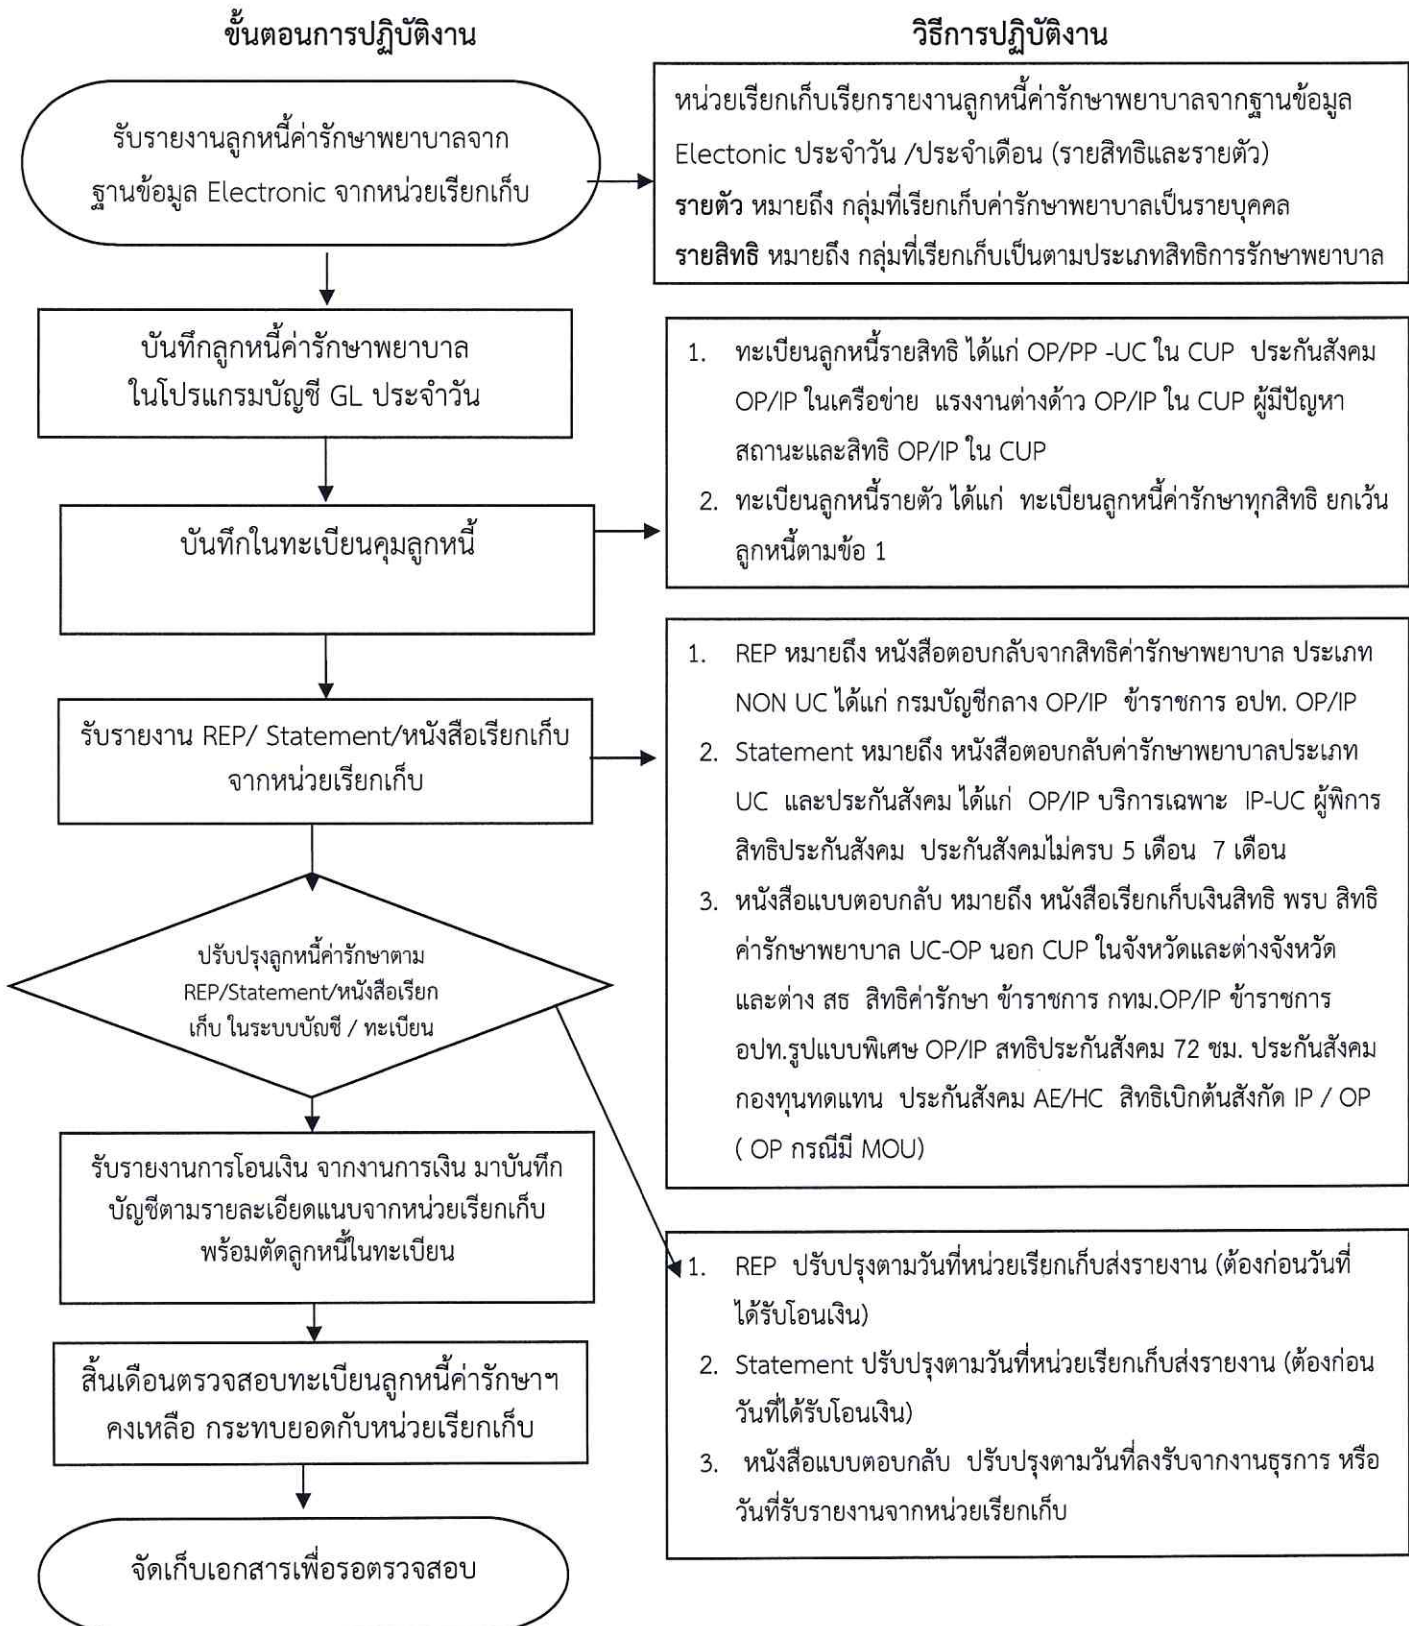 ขั้นตอนการปฏิบัติงาน
วิธีการปฏิบัติงาน
รับรายงานลูกหนี้ค่ารักษาพยาบาลจาก
ฐานข้อมูล Electronic จากหน่วยเรียกเก็บ
หน่วยเรียกเก็บเรียกรายงานลูกหนี้ค่ารักษาพยาบาลจากฐานข้อมูล
Electonic ประจำวัน /ประจำเดือน (รายสิทธิและรายตัว)
รายตัว หมายถึง กลุ่มที่เรียกเก็บค่ารักษาพยาบาลเป็นรายบุคคล
รายสิทธิ หมายถึง กลุ่มที่เรียกเก็บเป็นตามประเภทสิทธิการรักษาพยาบาล
บันทึกลูกหนี้ค่ารักษาพยาบาล
ในโปรแกรมบัญชี GL ประจำวัน
1. ทะเบียนลูกหนี้รายสิทธิ ได้แก่ OP/PP -UC ใน CUP ประกันสังคม
OP/IP ในเครือข่าย แรงงานต่างด้าว OP/IP ใน CUP ผู้มีปัญหา
สถานะและสิทธิ OP/IP ใน CUP
2. ทะเบียนลูกหนี้รายตัว ได้แก่ ทะเบียนลูกหนี้ค่ารักษาทุกสิทธิ ยกเว้น
ลูกหนี้ตามข้อ 1
บันทึกในทะเบียนคุมลูกหนี้
รับรายงาน REP/ Statement/หนังสือเรียกเก็บ
จากหน่วยเรียกเก็บ
1. REP หมายถึง หนังสือตอบกลับจากสิทธิค่ารักษาพยาบาล ประเภท
NON UC ได้แก่ กรมบัญชีกลาง OP/IP ข้าราชการ อปท. OP/IP
2. Statement หมายถึง หนังสือตอบกลับค่ารักษาพยาบาลประเภท
UC และประกันสังคม ได้แก่ OP/IP บริการเฉพาะ IP-UC ผู้พิการ
สิทธิประกันสังคม ประกันสังคมไม่ครบ 5 เดือน 7 เดือน
3. หนังสือแบบตอบกลับ หมายถึง หนังสือเรียกเก็บเงินสิทธิ พรบ สิทธิ
ค่ารักษาพยาบาล UC-OP นอก CUP ในจังหวัดและต่างจังหวัด
และต่าง สธ สิทธิค่ารักษา ข้าราชการ กทม.OP/IP ข้าราชการ
อปท.รูปแบบพิเศษ OP/IP สทธิประกันสังคม 72 ชม. ประกันสังคม
กองทุนทดแทน ประกันสังคม AE/HC สิทธิเบิกต้นสังกัด IP / OP
( OP กรณีมี MOU)
ปรับปรุงลูกหนี้ค่ารักษาตาม
REP/Statement/หนังสือเรียก
เก็บ ในระบบบัญชี / ทะเบียน
รับรายงานการโอนเงิน จากงานการเงิน มาบันทึก
บัญชีตามรายละเอียดแนบจากหน่วยเรียกเก็บ
พร้อมตัดลูกหนี้ในทะเบียน
1. REP ปรับปรุงตามวันที่หน่วยเรียกเก็บส่งรายงาน (ต้องก่อนวันที่
ได้รับโอนเงิน)
2. Statement ปรับปรุงตามวันที่หน่วยเรียกเก็บส่งรายงาน (ต้องก่อน
วันที่ได้รับโอนเงิน)
3. หนังสือแบบตอบกลับ ปรับปรุงตามวันที่ลงรับจากงานธุรการ หรือ
วันที่รับรายงานจากหน่วยเรียกเก็บ
สิ้นเดือนตรวจสอบทะเบียนลูกหนี้ค่ารักษาฯ
คงเหลือ กระทบยอดกับหน่วยเรียกเก็บ
จัดเก็บเอกสารเพื่อรอตรวจสอบ